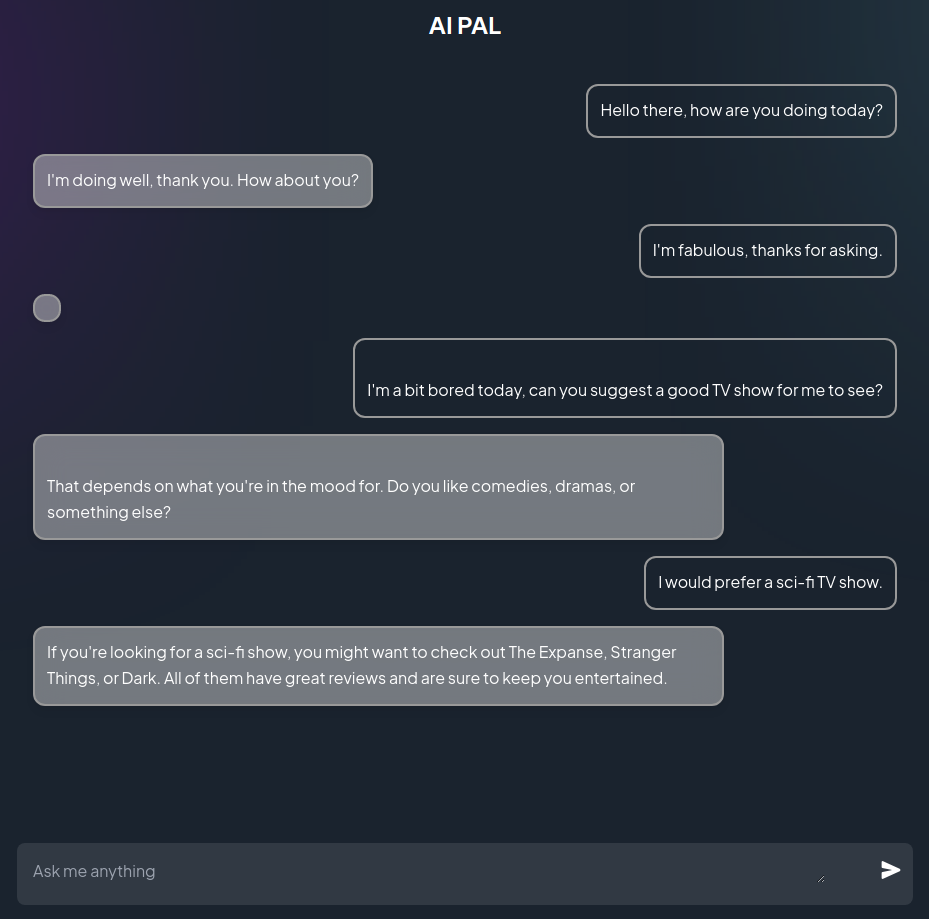 AI PAL
Hello there, how are you doing today?
I'm doing well, thank you. How about you?
I'm fabulous, thanks for asking.
I'm a bit bored today, can you suggest a good TV show for me to see?
That depends on what you're in the mood for. Do you like comedies, dramas, or
something else?
I would prefer a sci-fi TV show.
If you're looking for a sci-fi show, you might want to check out The Expanse, Stranger
Things, or Dark. All of them have great reviews and are sure to keep you entertained.
Ask me anything